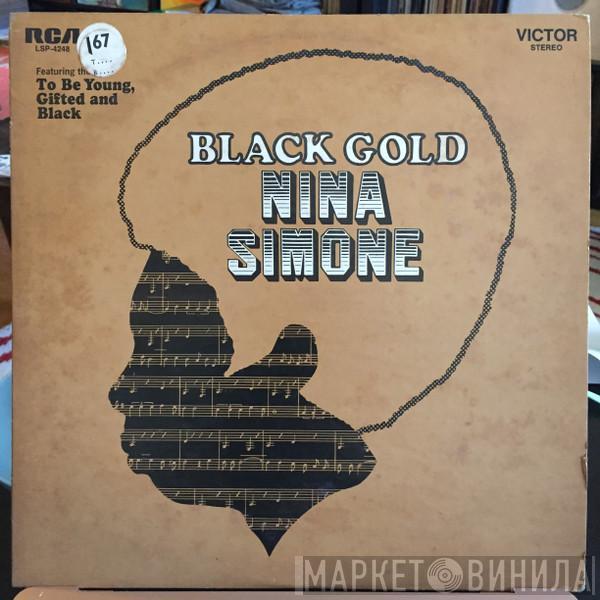 RCA
LSP-4248
167
VICTOR
STEREO
Featuring the
To Be Young,
Gifted and
Black
BLACK GOLD
NINA
SIMONE
МАРКЕТ ВИНИЛА